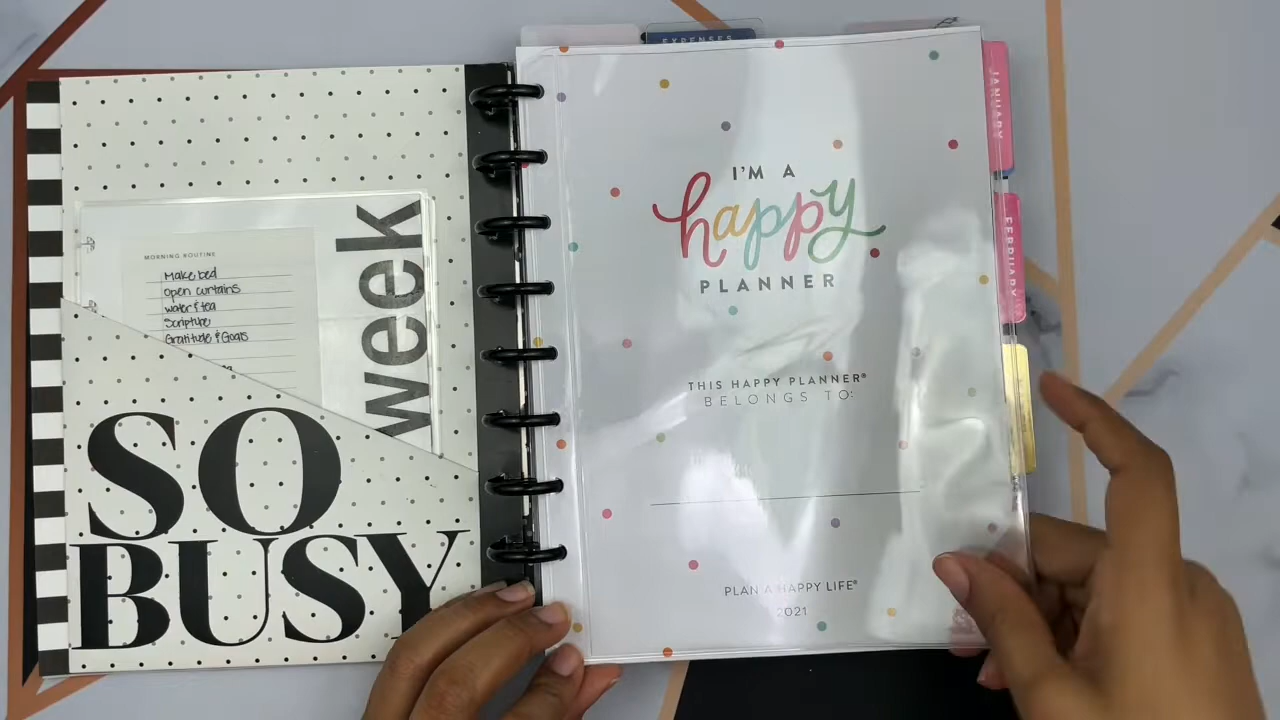 EXPENSES
JANUARY
FEBRUARY
MORNING ROUTINE
Make bed
Open curtains
water & tea
Scripture
Gratitude & Goals
week
SO
BUSY
I'M A
happy
PLANNER
THIS HAPPY PLANNER®
BELONGS TO:
PLAN A HAPPY LIFE®
2021